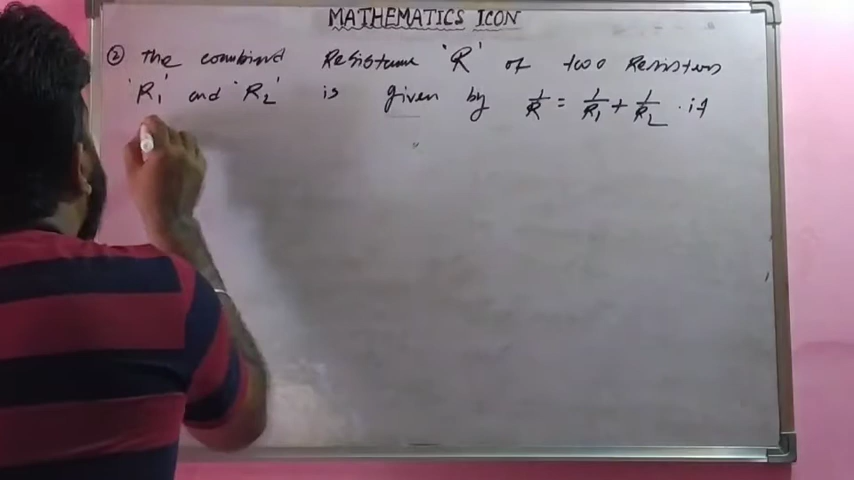 MATHEMATICS ICON
② The combined Resistance 'R' of two Resistors
'R₁' and 'R₂' is given by 1/R = 1/R₁ + 1/R₂ . if